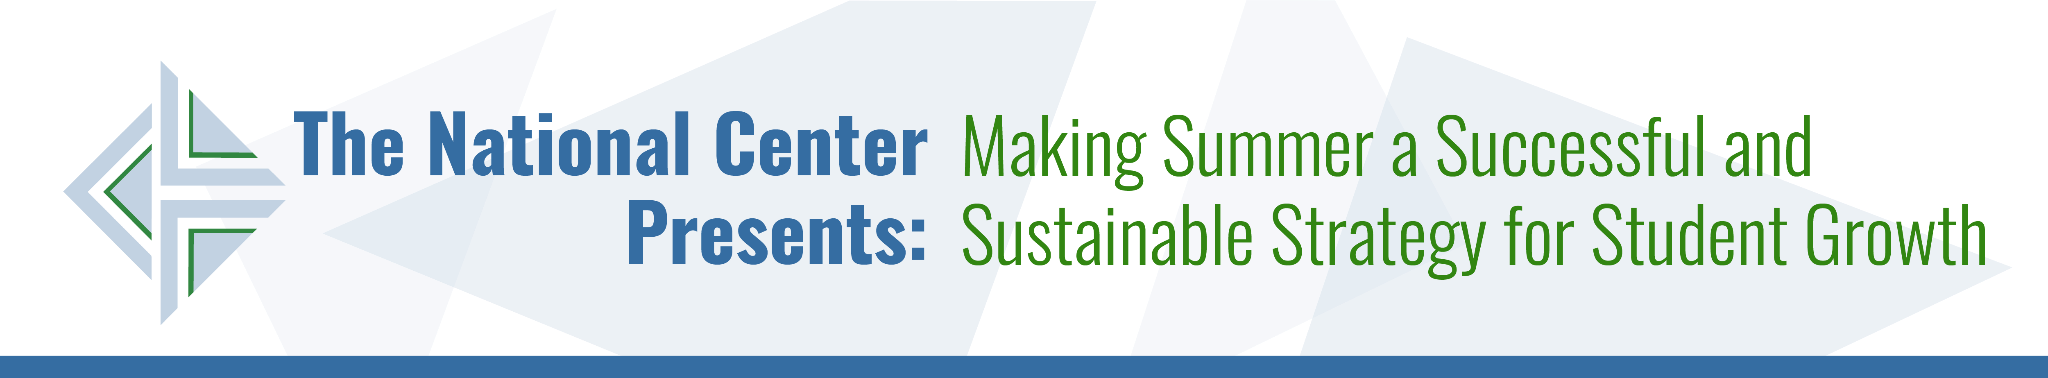 The National Center
Presents:
Making Summer a Successful and
Sustainable Strategy for Student Growth